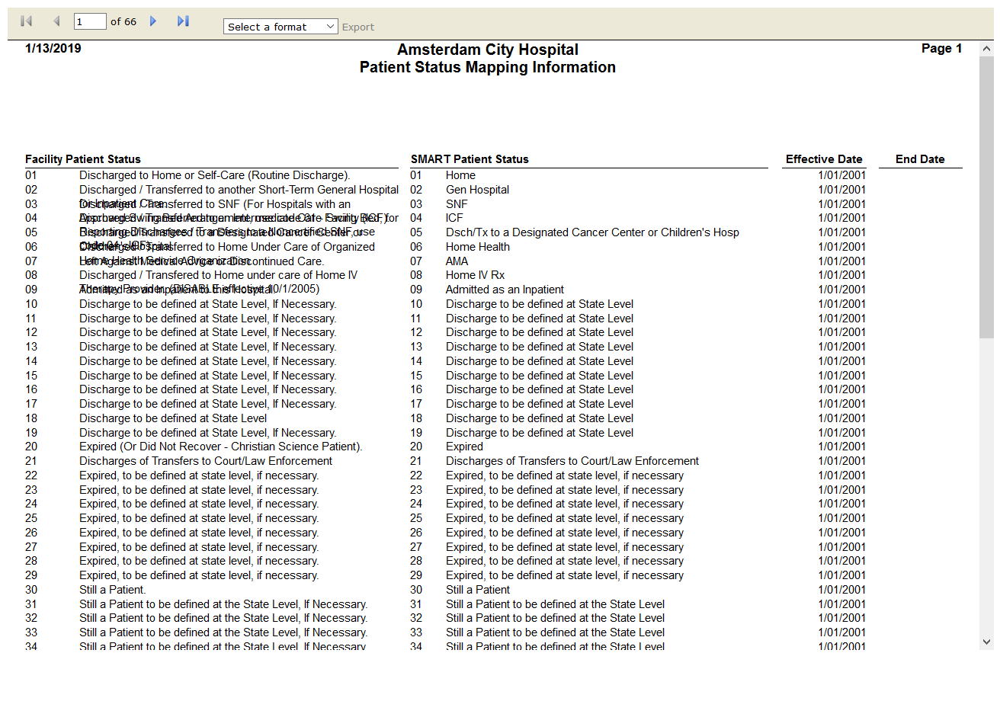 1 of 66 Select a format Export
1/13/2019 Amsterdam City Hospital Page 1
Patient Status Mapping Information
Facility Patient Status SMART Patient Status Effective Date End Date
01 Discharged to Home or Self-Care (Routine Discharge). 01 Home 1/01/2001
02 Discharged / Transferred to another Short-Term General Hospital 02 Gen Hospital 1/01/2001
for Inpatient Care.
03 Discharged / Transferred to SNF (For Hospitals with an 03 SNF 1/01/2001
04 04 ICF 1/01/2001
05 05 Dsch/Tx to a Designated Cancer Center or Children's Hosp 1/01/2001
06 Discharged / Transferred to Home Under Care of Organized 06 Home Health 1/01/2001
07 Left Against Medical Advice or Discontinued Care. 07 AMA 1/01/2001
08 Discharged / Transfered to Home under care of Home IV 08 Home IV Rx 1/01/2001
Therapy Provider. (DISABLE effective 10/1/2005)
09 Admitted as an Inpatient to this Hospital. 09 Admitted as an Inpatient 1/01/2001
10 Discharge to be defined at State Level, If Necessary. 10 Discharge to be defined at State Level 1/01/2001
11 Discharge to be defined at State Level, If Necessary. 11 Discharge to be defined at State Level 1/01/2001
12 Discharge to be defined at State Level, If Necessary. 12 Discharge to be defined at State Level 1/01/2001
13 Discharge to be defined at State Level, If Necessary. 13 Discharge to be defined at State Level 1/01/2001
14 Discharge to be defined at State Level, If Necessary. 14 Discharge to be defined at State Level 1/01/2001
15 Discharge to be defined at State Level, If Necessary. 15 Discharge to be defined at State Level 1/01/2001
16 Discharge to be defined at State Level, If Necessary. 16 Discharge to be defined at State Level 1/01/2001
17 Discharge to be defined at State Level, If Necessary. 17 Discharge to be defined at State Level 1/01/2001
18 Discharge to be defined at State Level 18 Discharge to be defined at State Level 1/01/2001
19 Discharge to be defined at State Level, If Necessary. 19 Discharge to be defined at State Level 1/01/2001
20 Expired (Or Did Not Recover - Christian Science Patient). 20 Expired 1/01/2001
21 Discharges of Transfers to Court/Law Enforcement 21 Discharges of Transfers to Court/Law Enforcement 1/01/2001
22 Expired, to be defined at state level, if necessary. 22 Expired, to be defined at state level, if necessary 1/01/2001
23 Expired, to be defined at state level, if necessary. 23 Expired, to be defined at state level, if necessary 1/01/2001
24 Expired, to be defined at state level, if necessary. 24 Expired, to be defined at state level, if necessary 1/01/2001
25 Expired, to be defined at state level, if necessary. 25 Expired, to be defined at state level, if necessary 1/01/2001
26 Expired, to be defined at state level, if necessary. 26 Expired, to be defined at state level, if necessary 1/01/2001
27 Expired, to be defined at state level, if necessary. 27 Expired, to be defined at state level, if necessary 1/01/2001
28 Expired, to be defined at state level, if necessary. 28 Expired, to be defined at state level, if necessary 1/01/2001
29 Expired, to be defined at state level, if necessary. 29 Expired, to be defined at state level, if necessary 1/01/2001
30 Still a Patient. 30 Still a Patient 1/01/2001
31 Still a Patient to be defined at the State Level, If Necessary. 31 Still a Patient to be defined at the State Level 1/01/2001
32 Still a Patient to be defined at the State Level, If Necessary. 32 Still a Patient to be defined at the State Level 1/01/2001
33 Still a Patient to be defined at the State Level, If Necessary. 33 Still a Patient to be defined at the State Level 1/01/2001
34 Still a Patient to be defined at the State Level, If Necessary 34 Still a Patient to be defined at the State Level 1/01/2001